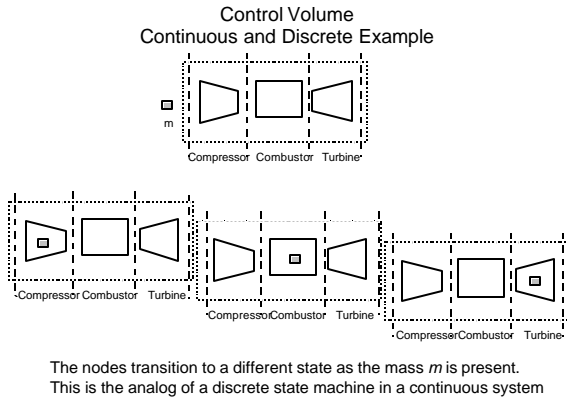 Control Volume
Continuous and Discrete Example
m
Compressor Combustor Turbine
Compressor Combustor Turbine
Compressor Combustor Turbine
Compressor Combustor Turbine
The nodes transition to a different state as the mass m is present.
This is the analog of a discrete state machine in a continuous system